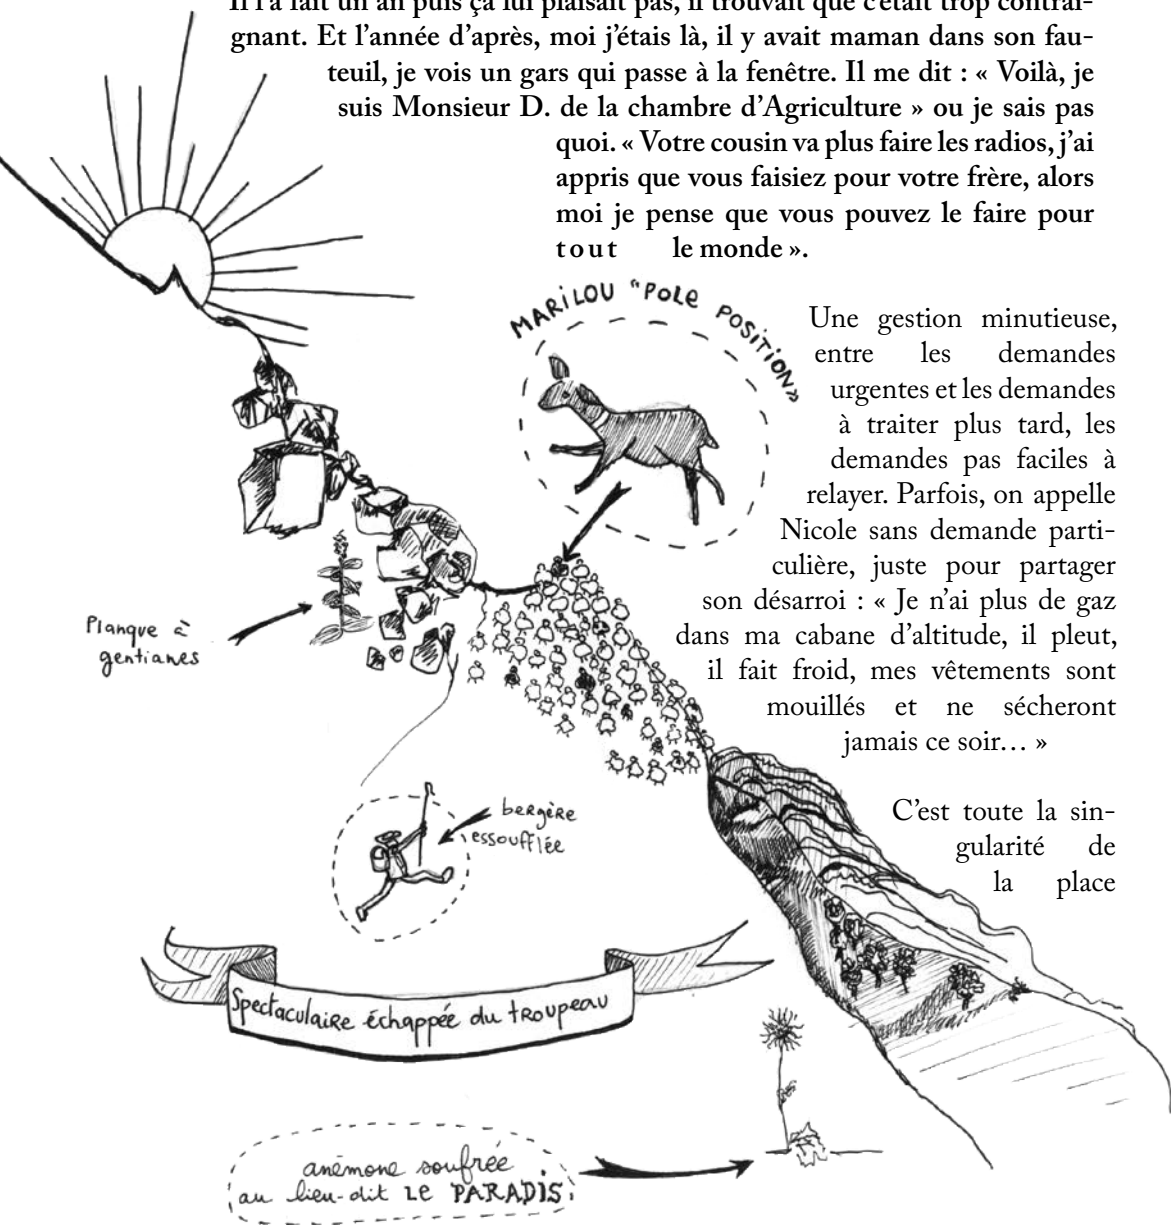 Il l'a fait un an puis ça lui plaisait pas, il trouvait que c'était trop contrai-
gnant. Et l'année d'après, moi j'étais là, il y avait maman dans son fau-
teuil, je vois un gars qui passe à la fenêtre. Il me dit : « Voilà, je
suis Monsieur D. de la chambre d'Agriculture » ou je sais pas
quoi. « Votre cousin va plus faire les radios, j'ai
appris que vous faisiez pour votre frère, alors
moi je pense que vous pouvez le faire pour
tout le monde ».
MARILOU "POLE POSITION"
Une gestion minutieuse,
entre les demandes
urgentes et les demandes
à traiter plus tard, les
demandes pas faciles à
relayer. Parfois, on appelle
Nicole sans demande parti-
culière, juste pour partager
son désarroi : « Je n'ai plus de gaz
dans ma cabane d'altitude, il pleut,
il fait froid, mes vêtements sont
mouillés et ne sécheront
jamais ce soir… »
Planque à
gentianes
bergère
essoufflée
C'est toute la sin-
gularité de
la place
Spectaculaire échappée du troupeau
anémone soufrée
au lieu-dit LE PARADIS